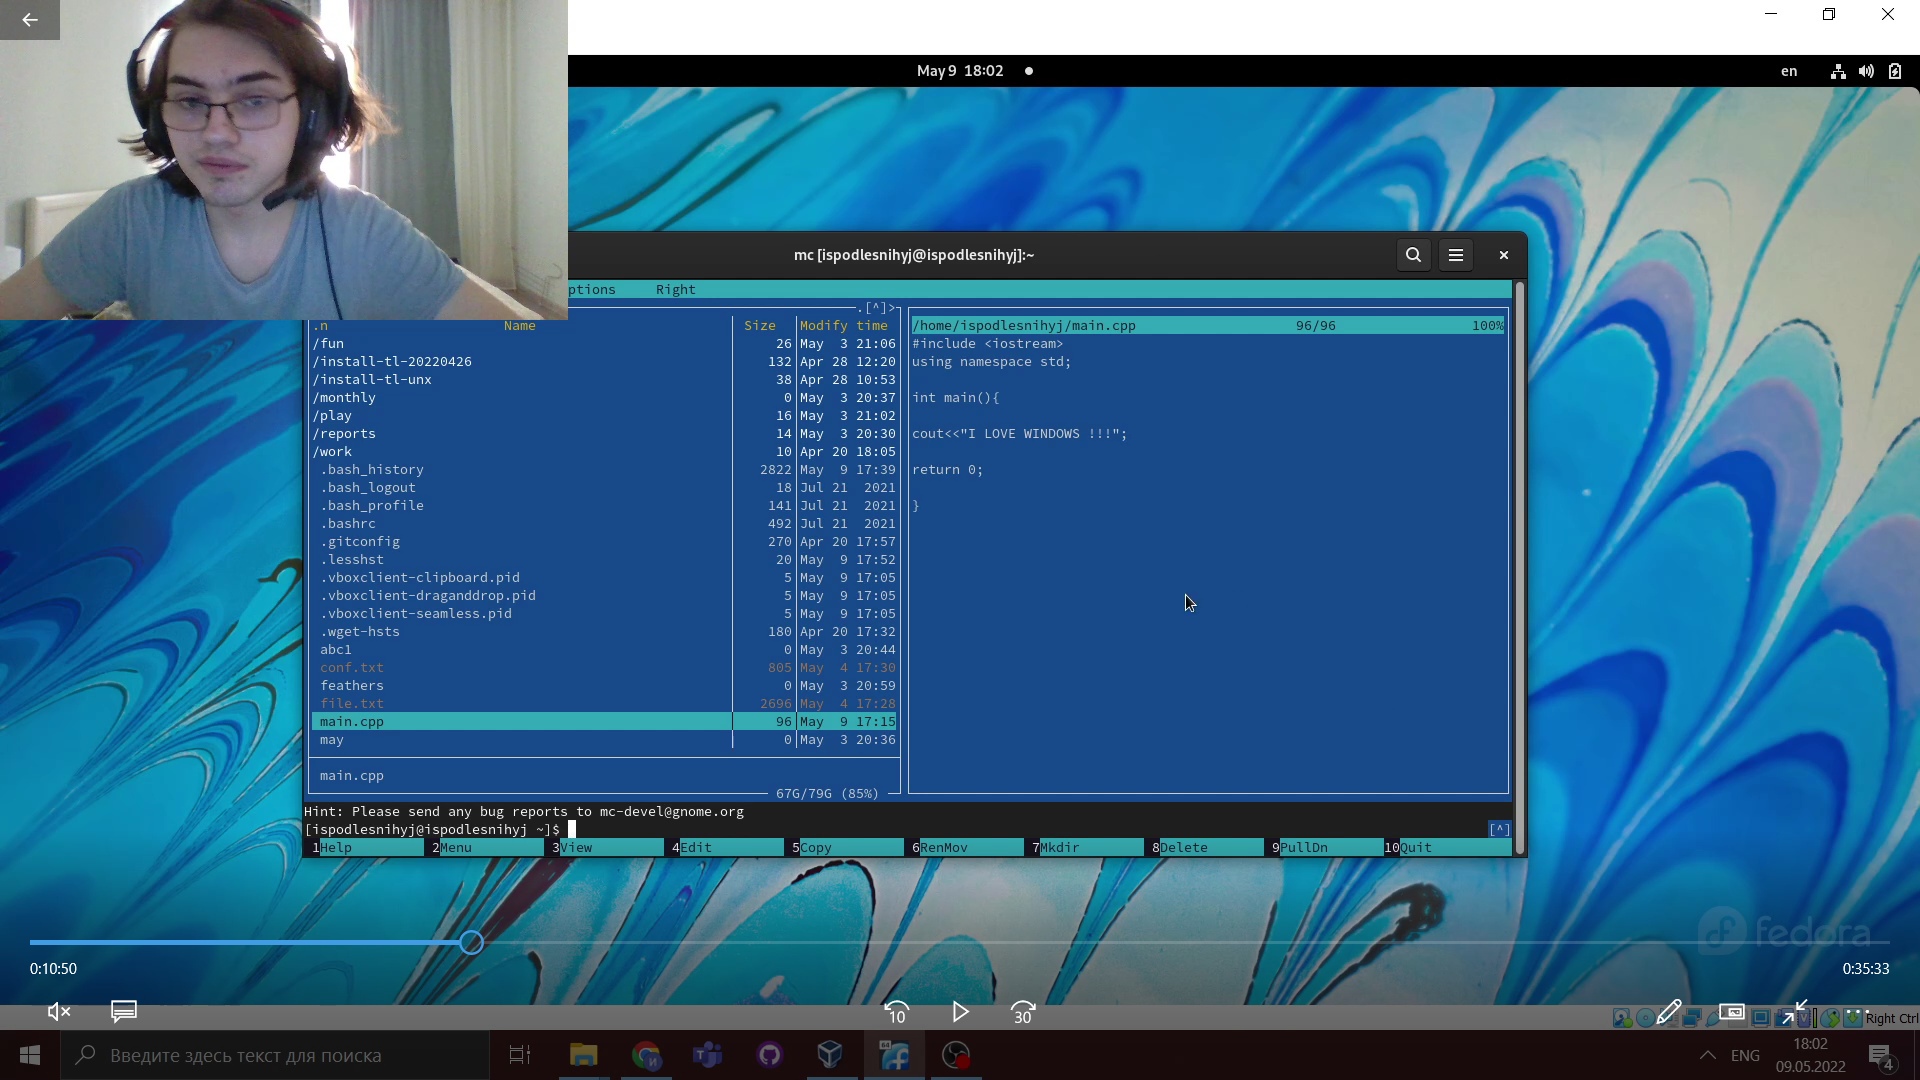 May 9 18:02
en
mc [ispodlesnihyj@ispodlesnihyj]:~
ptions Right
.[^]>
.n Name Size Modify time
/fun 26 May 3 21:06
/install-tl-20220426 132 Apr 28 12:20
/install-tl-unx 38 Apr 28 10:53
/monthly 0 May 3 20:37
/play 16 May 3 21:02
/reports 14 May 3 20:30
/work 10 Apr 20 18:05
.bash_history 2822 May 9 17:39
.bash_logout 18 Jul 21 2021
.bash_profile 141 Jul 21 2021
.bashrc 492 Jul 21 2021
.gitconfig 270 Apr 20 17:57
.lesshst 20 May 9 17:52
.vboxclient-clipboard.pid 5 May 9 17:05
.vboxclient-draganddrop.pid 5 May 9 17:05
.vboxclient-seamless.pid 5 May 9 17:05
.wget-hsts 180 Apr 20 17:32
abc1 0 May 3 20:44
conf.txt 805 May 4 17:30
feathers 0 May 3 20:59
file.txt 2696 May 4 17:28
main.cpp 96 May 9 17:15
may 0 May 3 20:36
main.cpp
67G/79G (85%)
/home/ispodlesnihyj/main.cpp 96/96 100%
#include <iostream>
using namespace std;
int main(){
cout<<"I LOVE WINDOWS !!!";
return 0;
}
Hint: Please send any bug reports to mc-devel@gnome.org
[ispodlesnihyj@ispodlesnihyj ~]$
[^]
1Help 2Menu 3View 4Edit 5Copy 6RenMov 7Mkdir 8Delete 9PullDn 10Quit
fedora
0:10:50
0:35:33
10
30
Right Ctrl
Введите здесь текст для поиска
64
ENG
18:02
09.05.2022
4